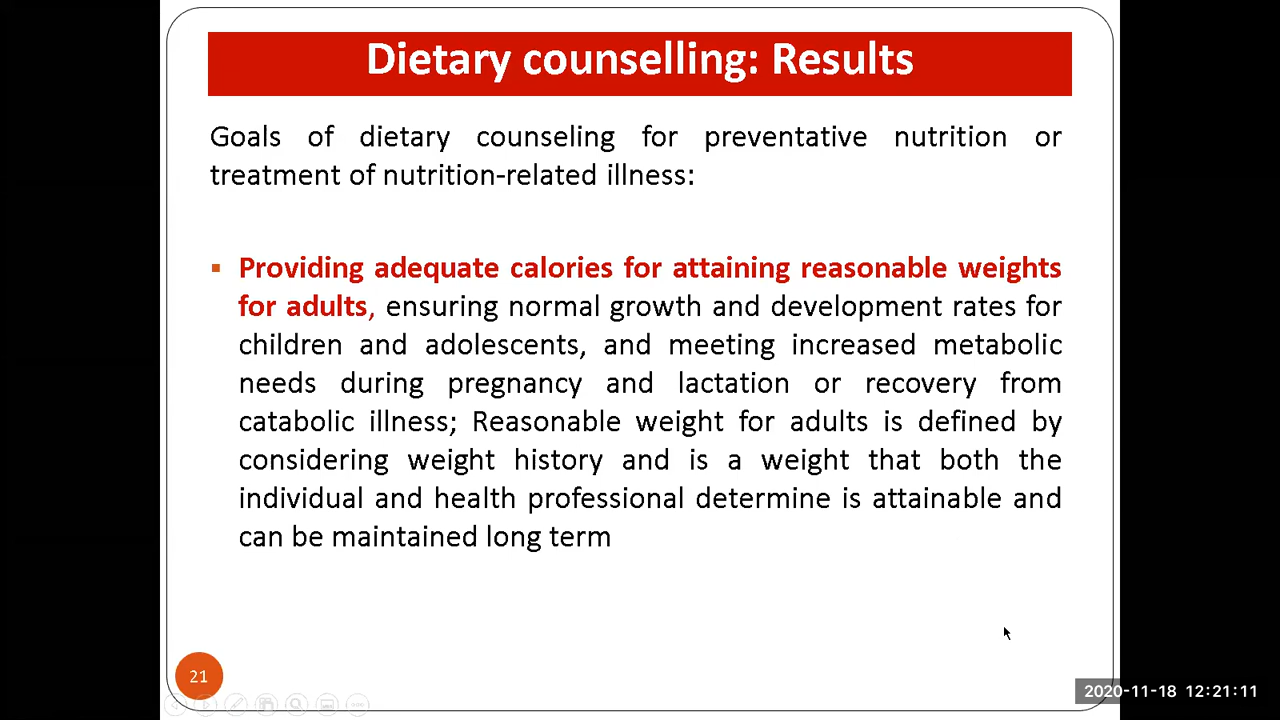 Dietary counselling: Results
Goals of dietary counseling for preventative nutrition or
treatment of nutrition-related illness:
▪ Providing adequate calories for attaining reasonable weights
for adults, ensuring normal growth and development rates for
children and adolescents, and meeting increased metabolic
needs during pregnancy and lactation or recovery from
catabolic illness; Reasonable weight for adults is defined by
considering weight history and is a weight that both the
individual and health professional determine is attainable and
can be maintained long term
21
2020-11-18 12:21:11